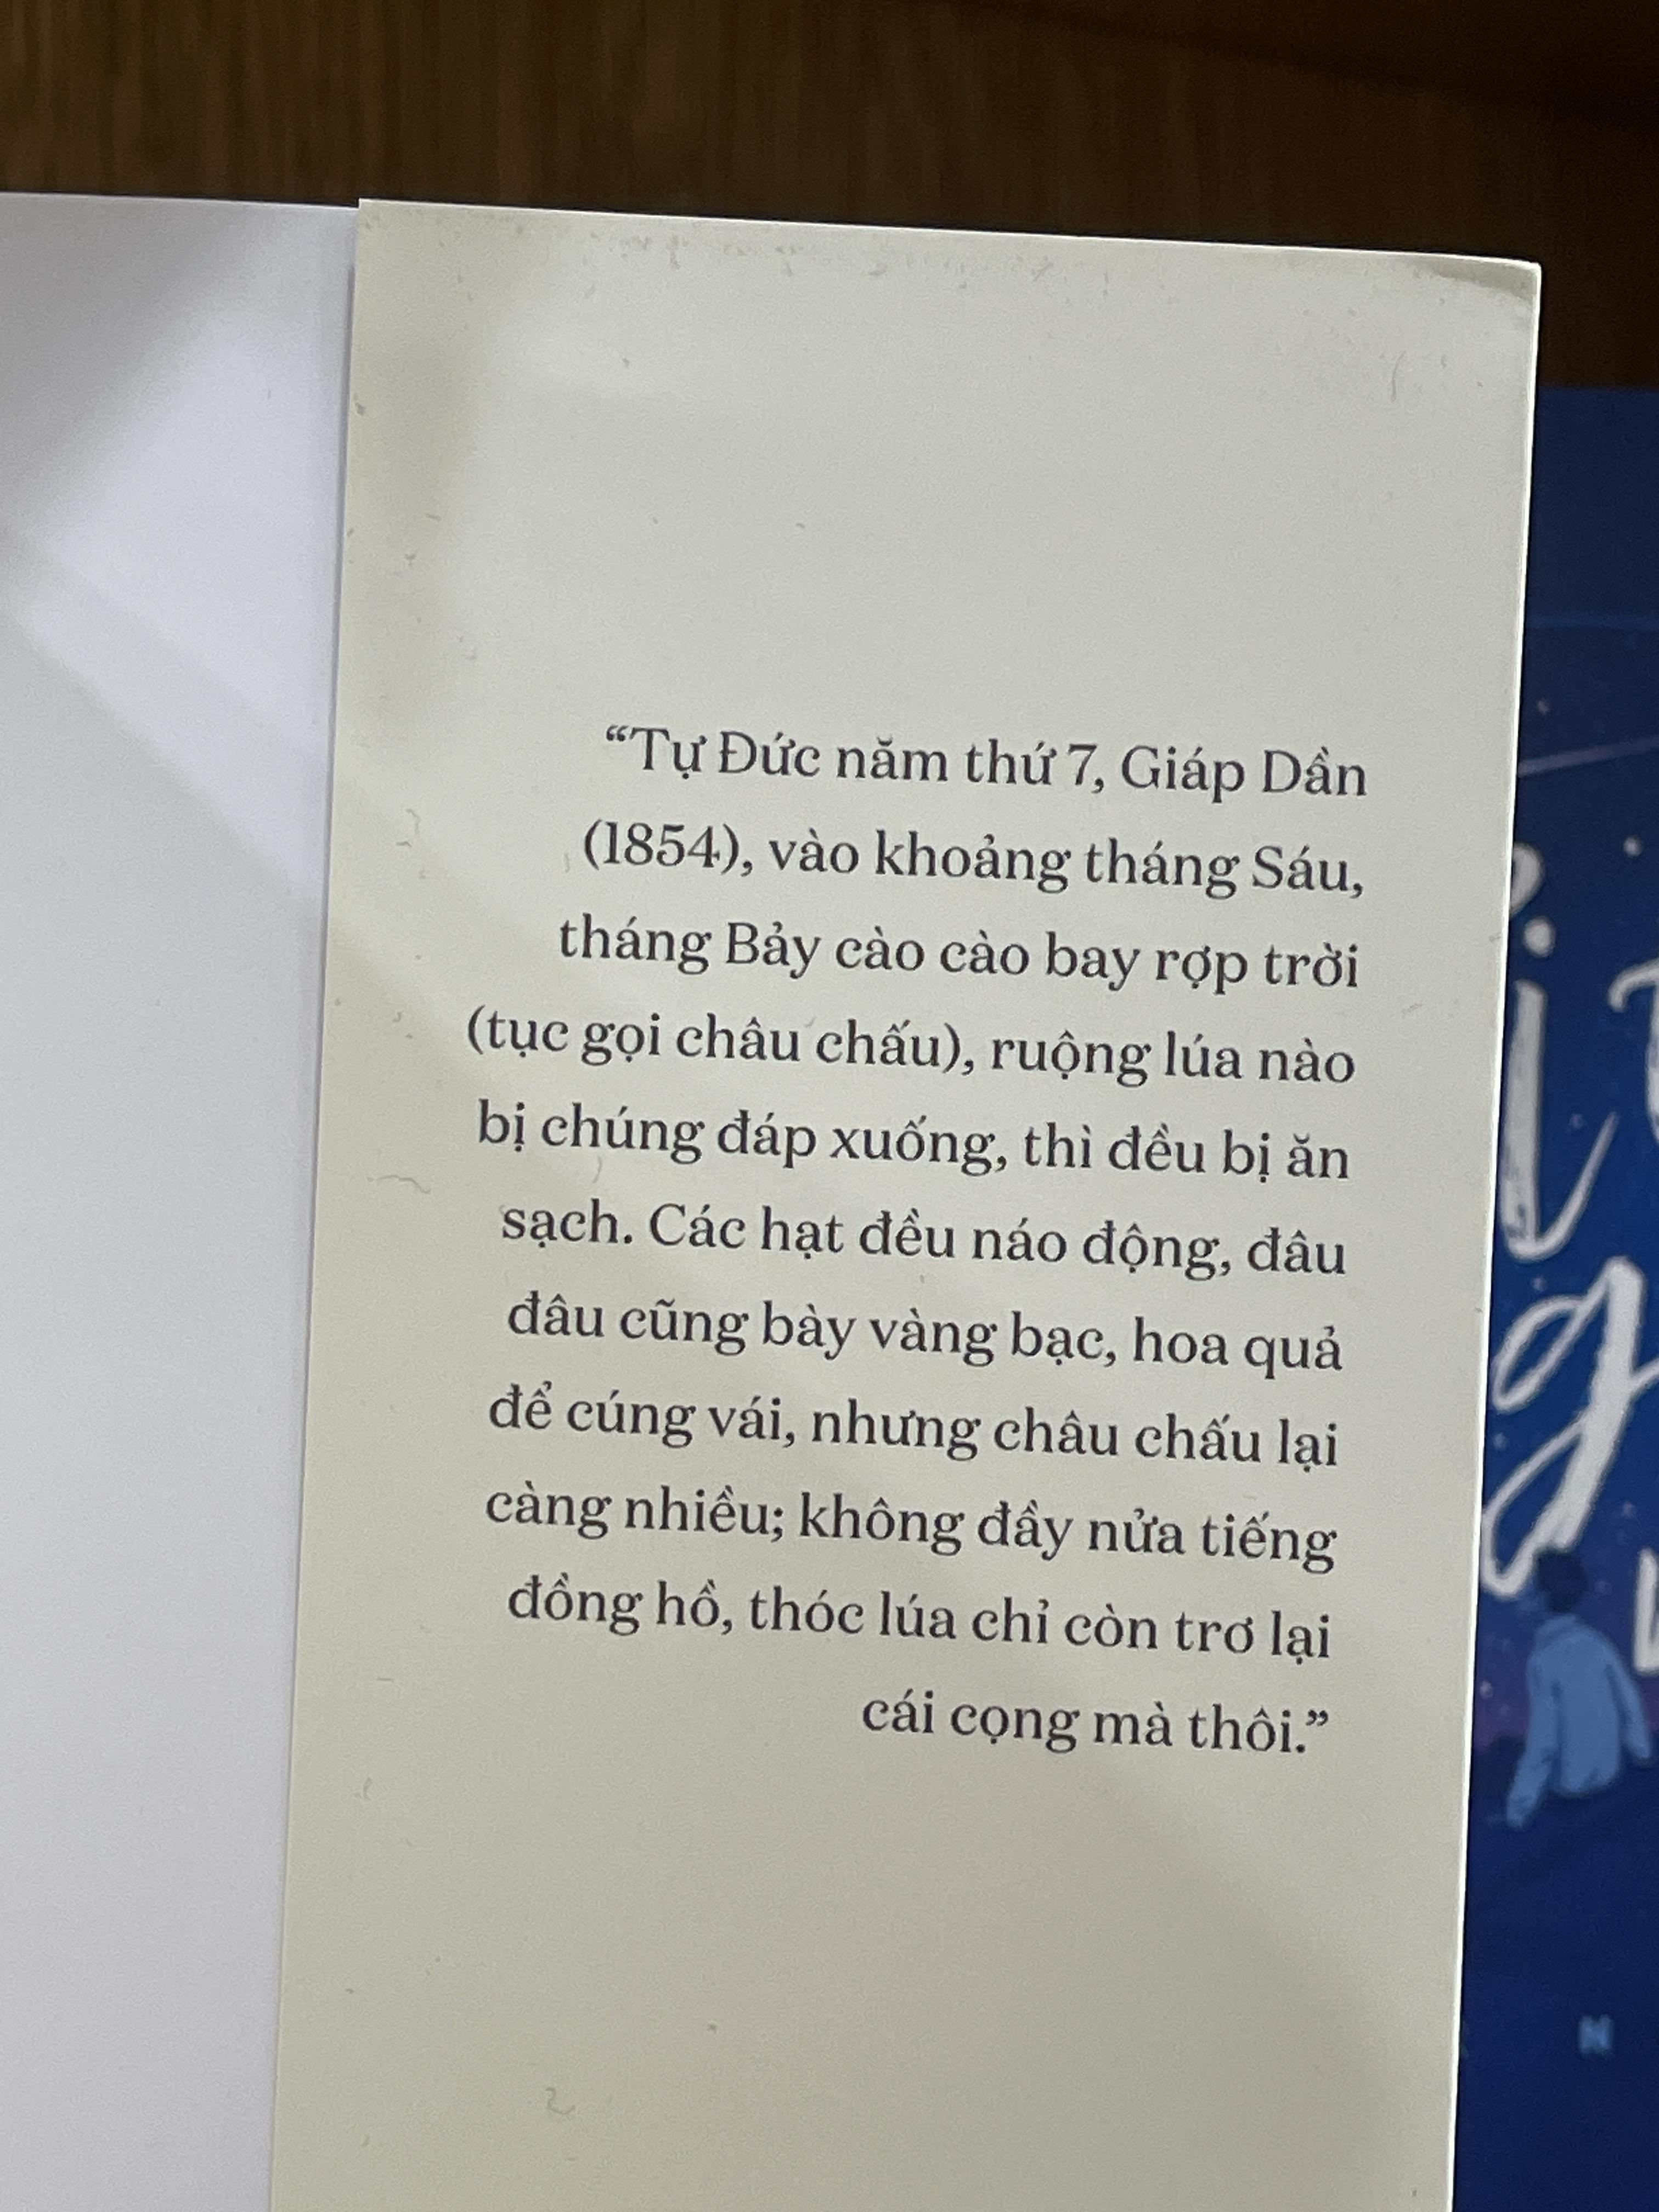 “Tự Đức năm thứ 7, Giáp Dần
(1854), vào khoảng tháng Sáu,
tháng Bảy cào cào bay rợp trời
(tục gọi châu chấu), ruộng lúa nào
bị chúng đáp xuống, thì đều bị ăn
sạch. Các hạt đều náo động, đâu
đâu cũng bày vàng bạc, hoa quả
để cúng vái, nhưng châu chấu lại
càng nhiều; không đầy nửa tiếng
đồng hồ, thóc lúa chỉ còn trơ lại
cái cọng mà thôi.”
N